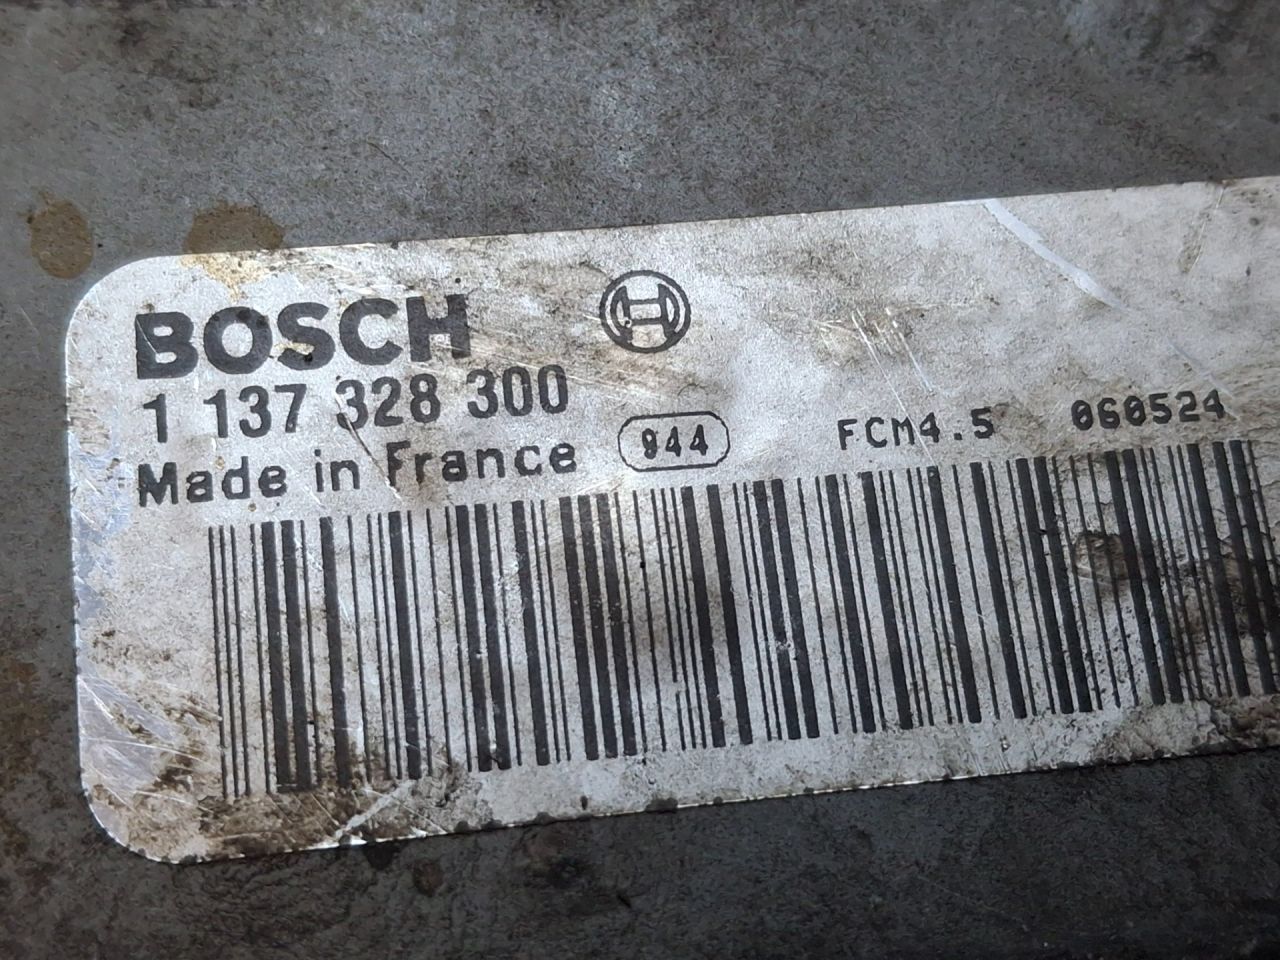 BOSCH
1 137 328 300
Made in France
944
FCM4.5 060524